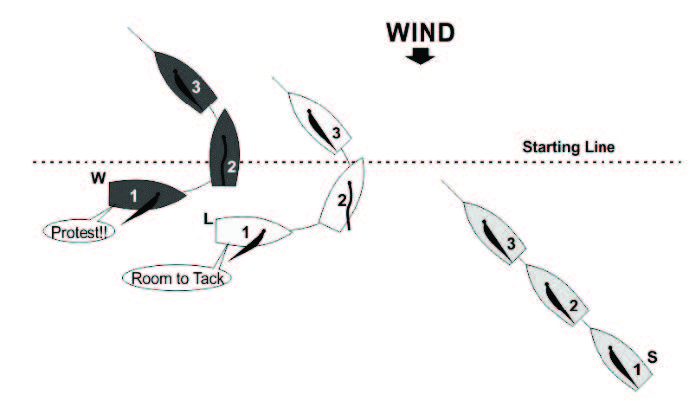 WIND
3
3
Starting Line
2
W
1
2
Protest!!
L
1
3
Room to Tack
2
S
1